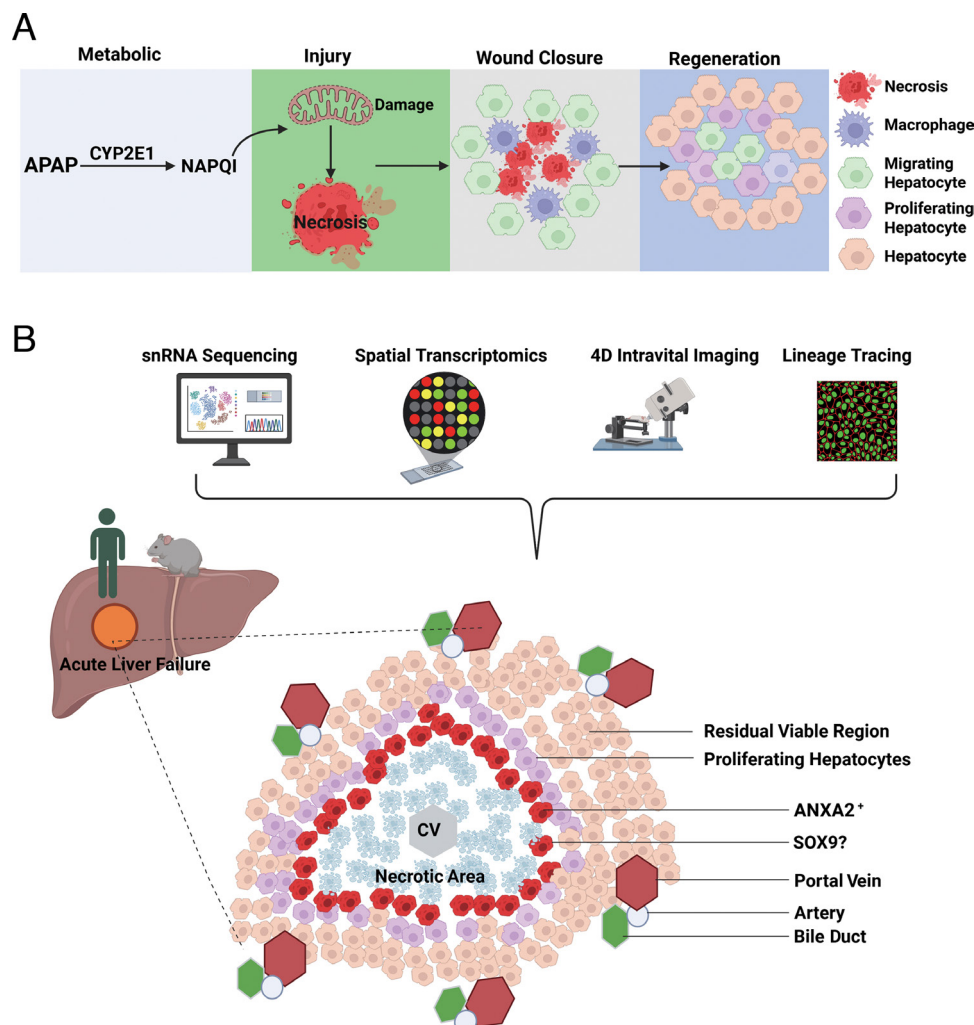 A
Metabolic
Injury
Wound Closure
Regeneration
APAP
CYP2E1
NAPQI
Damage
Necrosis
Necrosis
Macrophage
Migrating
Hepatocyte
Proliferating
Hepatocyte
Hepatocyte
B
snRNA Sequencing
Spatial Transcriptomics
4D Intravital Imaging
Lineage Tracing
Acute Liver Failure
CV
Necrotic Area
Residual Viable Region
Proliferating Hepatocytes
ANXA2⁺
SOX9?
Portal Vein
Artery
Bile Duct